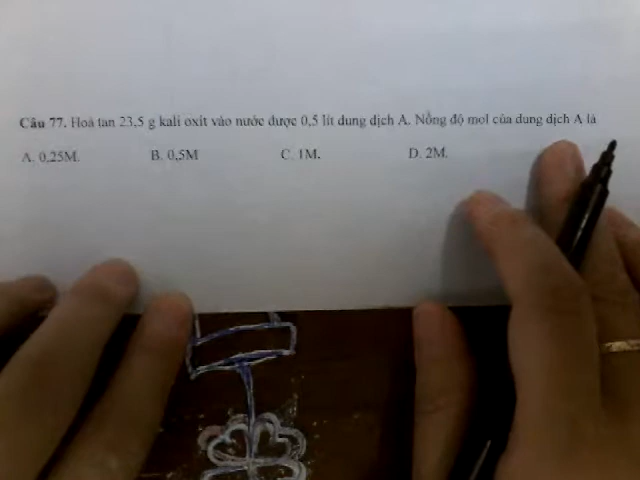 Câu 77. Hoà tan 23,5 g kali oxit vào nước được 0,5 lít dung dịch A. Nồng độ mol của dung dịch A là
A. 0,25M. B. 0,5M C. 1M. D. 2M.